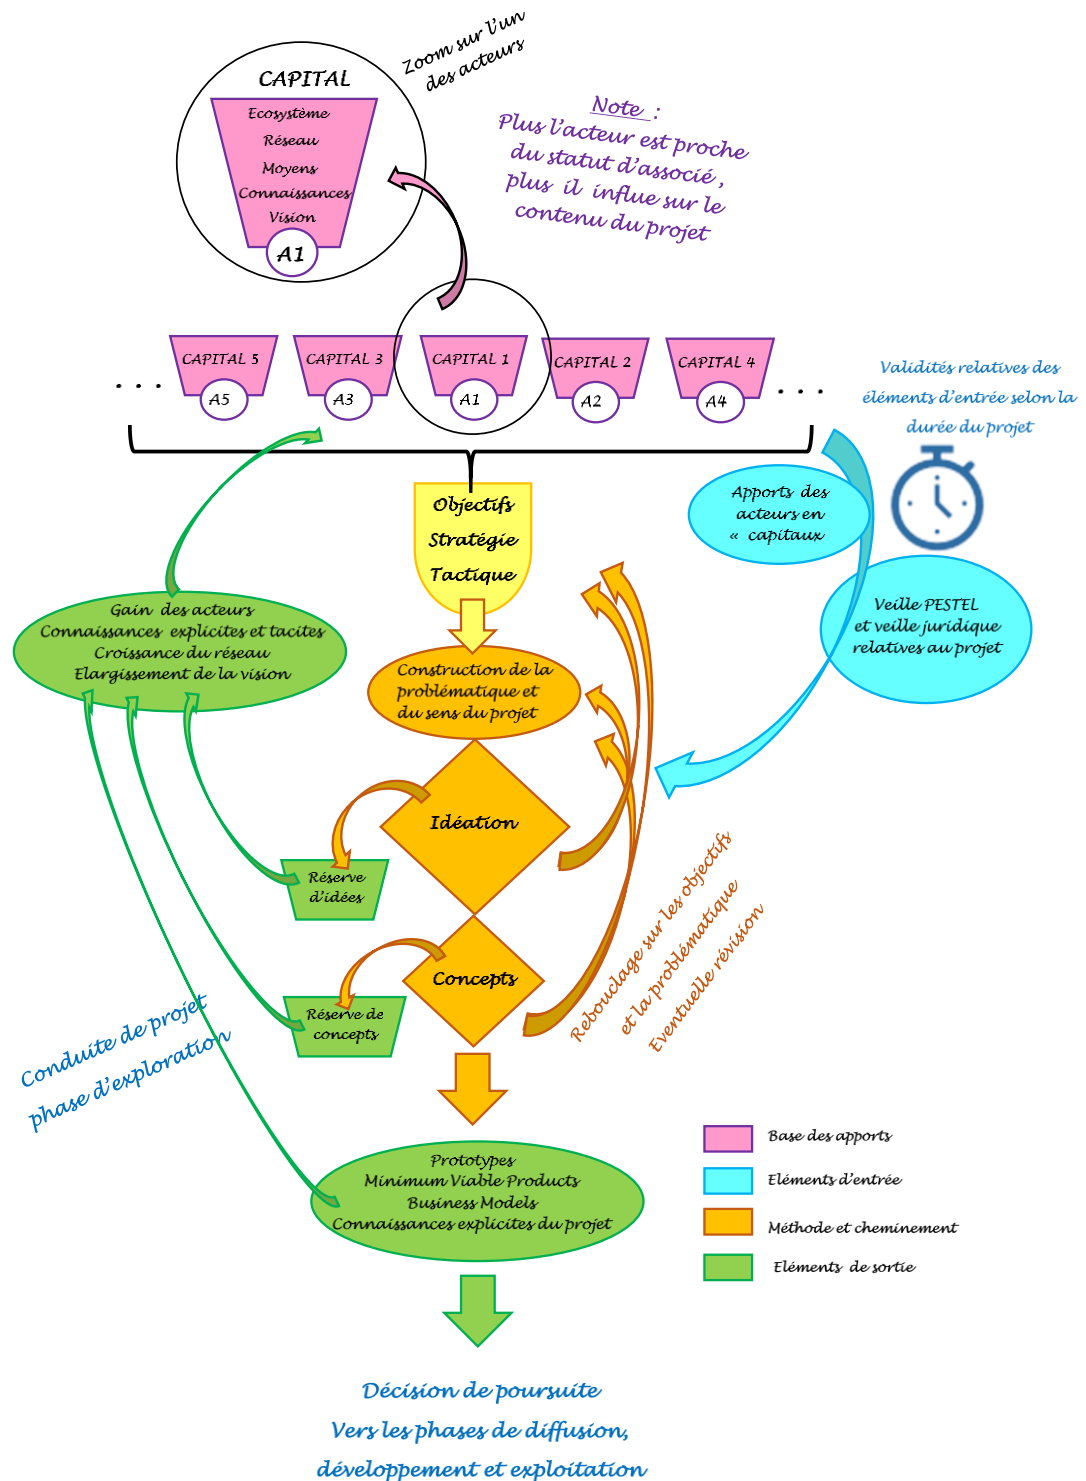 Zoom sur l'un
des acteurs
CAPITAL
Ecosystème
Réseau
Moyens
Connaissances
Vision
A1
Note :
Plus l'acteur est proche
du statut d'associé ,
plus il influe sur le
contenu du projet
CAPITAL 5
CAPITAL 3
CAPITAL 1
CAPITAL 2
CAPITAL 4
. . .
A5
A3
A1
A2
A4
. . .
Validités relatives des
éléments d'entrée selon la
durée du projet
Objectifs
Stratégie
Tactique
Apports des
acteurs en
« capitaux
Veille PESTEL
et veille juridique
relatives au projet
Gain des acteurs
Connaissances explicites et tacites
Croissance du réseau
Elargissement de la vision
Construction de la
problématique et
du sens du projet
Idéation
Réserve
d'idées
Concepts
Réserve de
concepts
Rebouclage sur les objectifs
et la problématique
Eventuelle révision
Conduite de projet
phase d'exploration
Prototypes
Minimum Viable Products
Business Models
Connaissances explicites du projet
Base des apports
Eléments d'entrée
Méthode et cheminement
Eléments de sortie
Décision de poursuite
Vers les phases de diffusion,
développement et exploitation